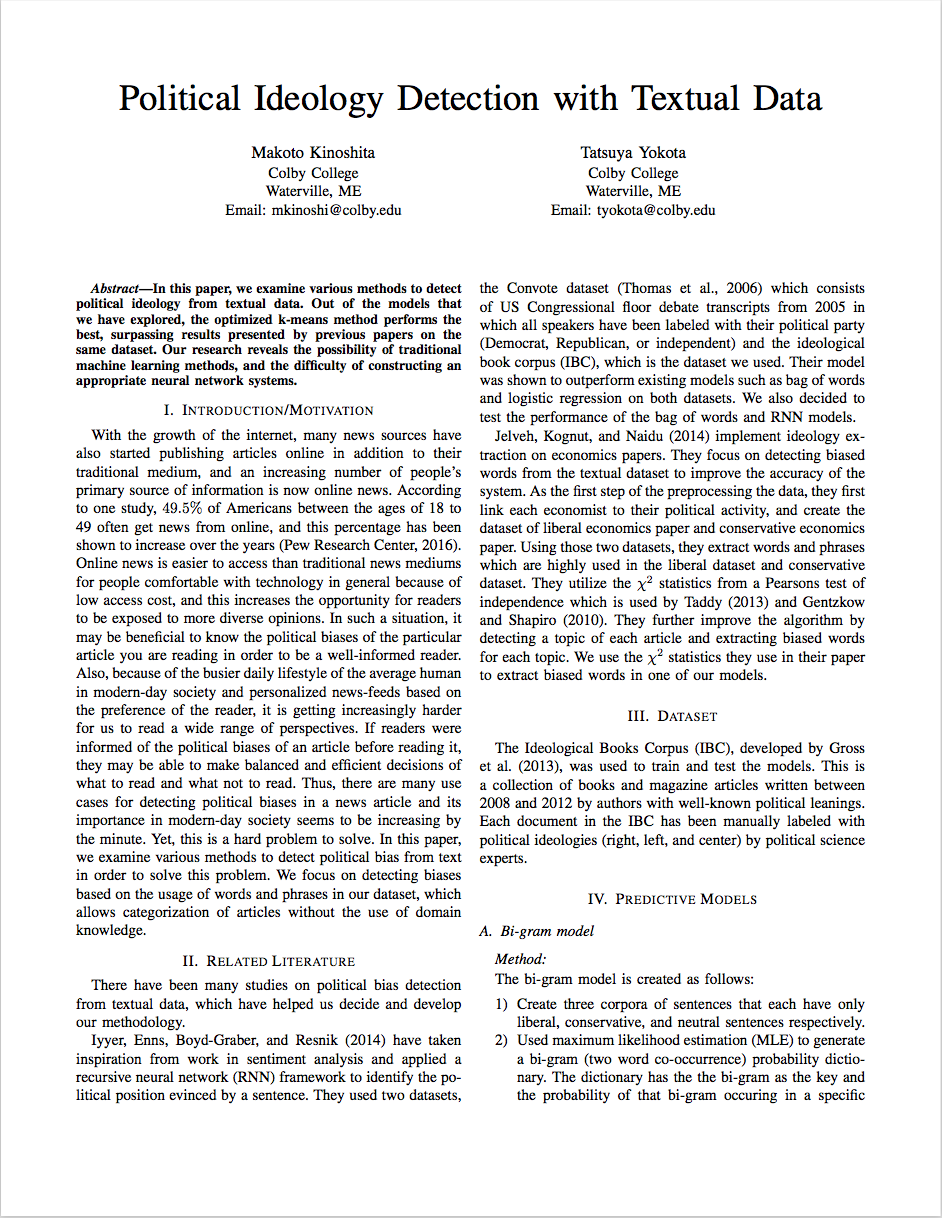 Political Ideology Detection with Textual Data
Makoto Kinoshita
Colby College
Waterville, ME
Email: mkinoshi@colby.edu
Tatsuya Yokota
Colby College
Waterville, ME
Email: tyokota@colby.edu
Abstract—In this paper, we examine various methods to detect
political ideology from textual data. Out of the models that
we have explored, the optimized k-means method performs the
best, surpassing results presented by previous papers on the
same dataset. Our research reveals the possibility of traditional
machine learning methods, and the difficulty of constructing an
appropriate neural network systems.
I. Introduction/Motivation
With the growth of the internet, many news sources have
also started publishing articles online in addition to their
traditional medium, and an increasing number of people's
primary source of information is now online news. According
to one study, 49.5% of Americans between the ages of 18 to
49 often get news from online, and this percentage has been
shown to increase over the years (Pew Research Center, 2016).
Online news is easier to access than traditional news mediums
for people comfortable with technology in general because of
low access cost, and this increases the opportunity for readers
to be exposed to more diverse opinions. In such a situation, it
may be beneficial to know the political biases of the particular
article you are reading in order to be a well-informed reader.
Also, because of the busier daily lifestyle of the average human
in modern-day society and personalized news-feeds based on
the preference of the reader, it is getting increasingly harder
for us to read a wide range of perspectives. If readers were
informed of the political biases of an article before reading it,
they may be able to make balanced and efficient decisions of
what to read and what not to read. Thus, there are many use
cases for detecting political biases in a news article and its
importance in modern-day society seems to be increasing by
the minute. Yet, this is a hard problem to solve. In this paper,
we examine various methods to detect political bias from text
in order to solve this problem. We focus on detecting biases
based on the usage of words and phrases in our dataset, which
allows categorization of articles without the use of domain
knowledge.
II. Related Literature
There have been many studies on political bias detection
from textual data, which have helped us decide and develop
our methodology.
Iyyer, Enns, Boyd-Graber, and Resnik (2014) have taken
inspiration from work in sentiment analysis and applied a
recursive neural network (RNN) framework to identify the po-
litical position evinced by a sentence. They used two datasets,
the Convote dataset (Thomas et al., 2006) which consists
of US Congressional floor debate transcripts from 2005 in
which all speakers have been labeled with their political party
(Democrat, Republican, or independent) and the ideological
book corpus (IBC), which is the dataset we used. Their model
was shown to outperform existing models such as bag of words
and logistic regression on both datasets. We also decided to
test the performance of the bag of words and RNN models.
Jelveh, Kognut, and Naidu (2014) implement ideology ex-
traction on economics papers. They focus on detecting biased
words from the textual dataset to improve the accuracy of the
system. As the first step of the preprocessing the data, they first
link each economist to their political activity, and create the
dataset of liberal economics paper and conservative economics
paper. Using those two datasets, they extract words and phrases
which are highly used in the liberal dataset and conservative
dataset. They utilize the χ² statistics from a Pearsons test of
independence which is used by Taddy (2013) and Gentzkow
and Shapiro (2010). They further improve the algorithm by
detecting a topic of each article and extracting biased words
for each topic. We use the χ² statistics they use in their paper
to extract biased words in one of our models.
III. Dataset
The Ideological Books Corpus (IBC), developed by Gross
et al. (2013), was used to train and test the models. This is
a collection of books and magazine articles written between
2008 and 2012 by authors with well-known political leanings.
Each document in the IBC has been manually labeled with
political ideologies (right, left, and center) by political science
experts.
IV. Predictive Models
A. Bi-gram model
Method:
The bi-gram model is created as follows:
1) Create three corpora of sentences that each have only
liberal, conservative, and neutral sentences respectively.
2) Used maximum likelihood estimation (MLE) to generate
a bi-gram (two word co-occurrence) probability dictio-
nary. The dictionary has the the bi-gram as the key and
the probability of that bi-gram occuring in a specific